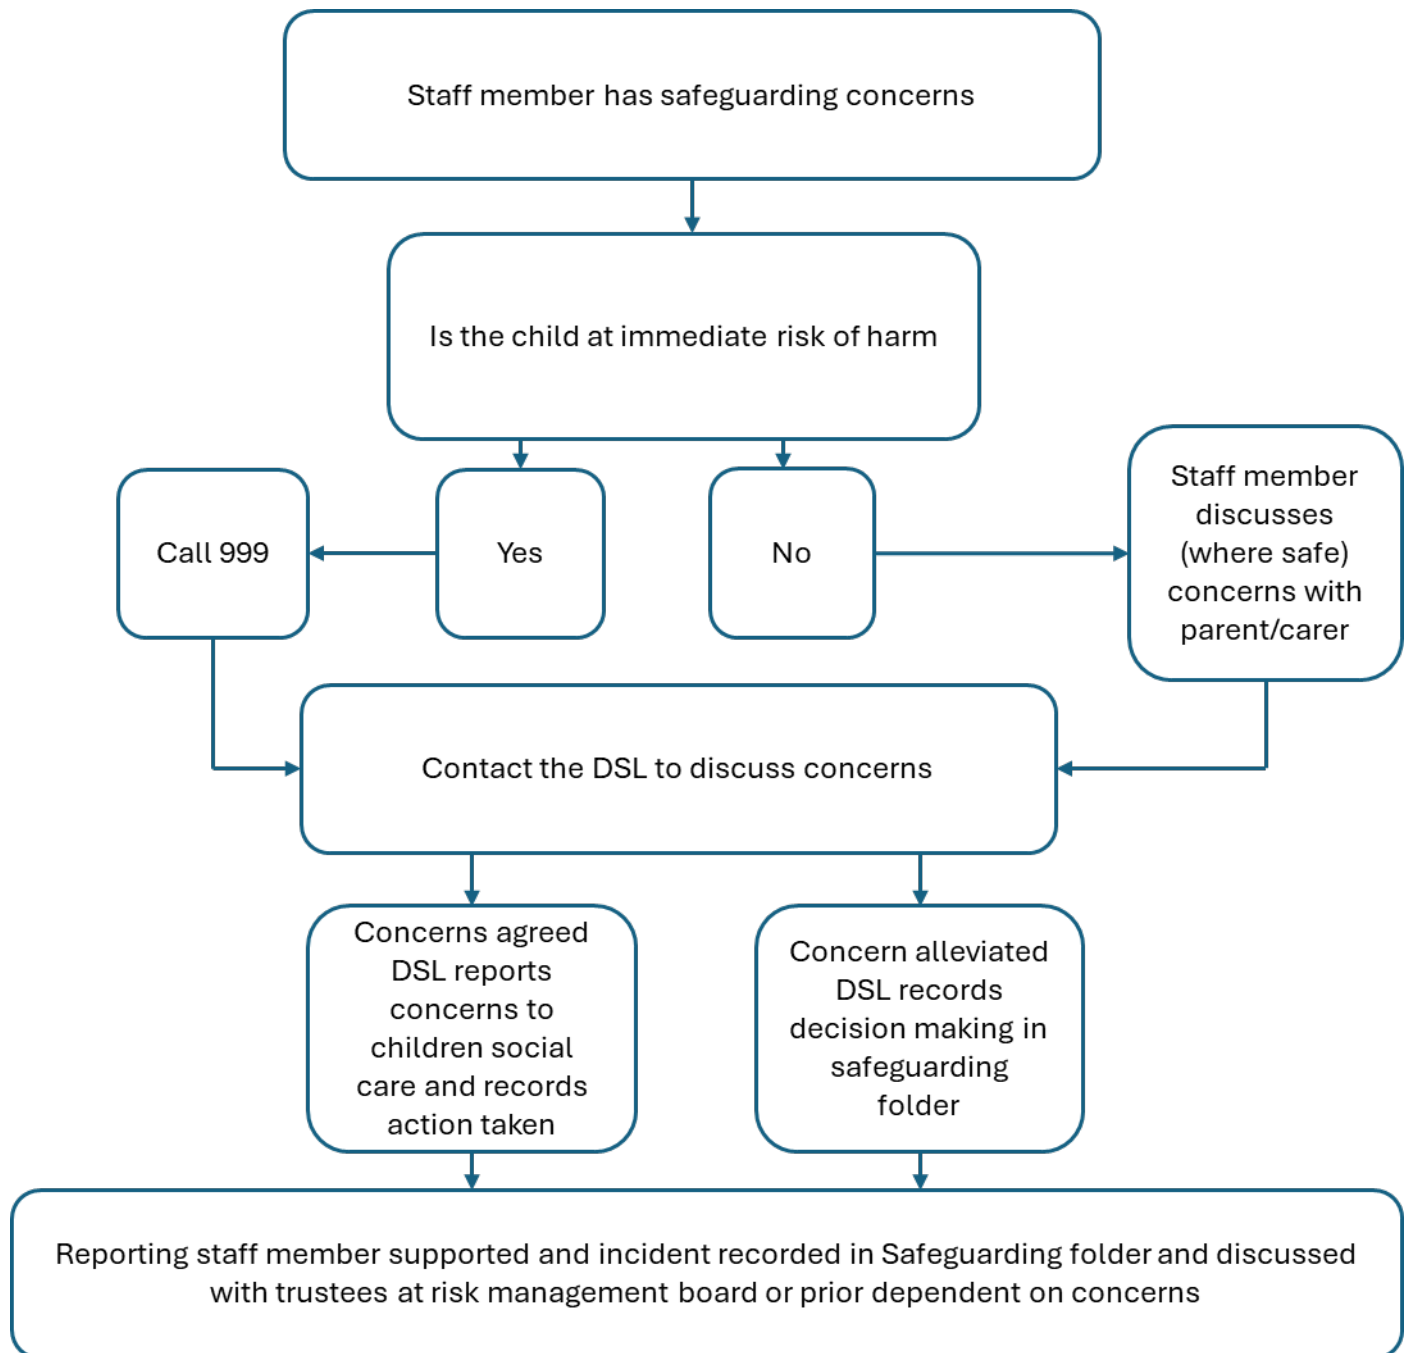 Staff member has safeguarding concerns
Is the child at immediate risk of harm
Call 999
Yes
No
Staff member
discusses
(where safe)
concerns with
parent/carer
Contact the DSL to discuss concerns
Concerns agreed
DSL reports
concerns to
children social
care and records
action taken
Concern alleviated
DSL records
decision making in
safeguarding
folder
Reporting staff member supported and incident recorded in Safeguarding folder and discussed
with trustees at risk management board or prior dependent on concerns